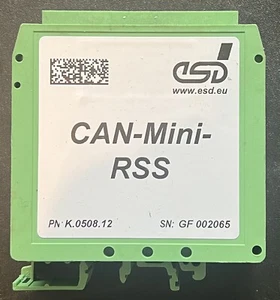 esd
www.esd.eu
CAN-Mini-
RSS
PN: K.0508.12 SN: GF 002065